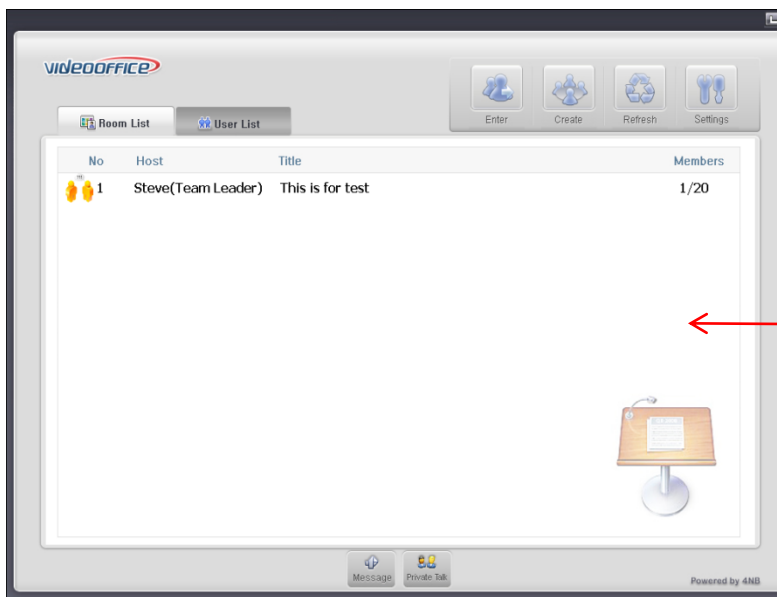 VIDEOOFFICE
Enter Create Refresh Settings
Room List User List
No Host Title Members
1 Steve(Team Leader) This is for test 1/20
Message Private Talk
Powered by 4NB